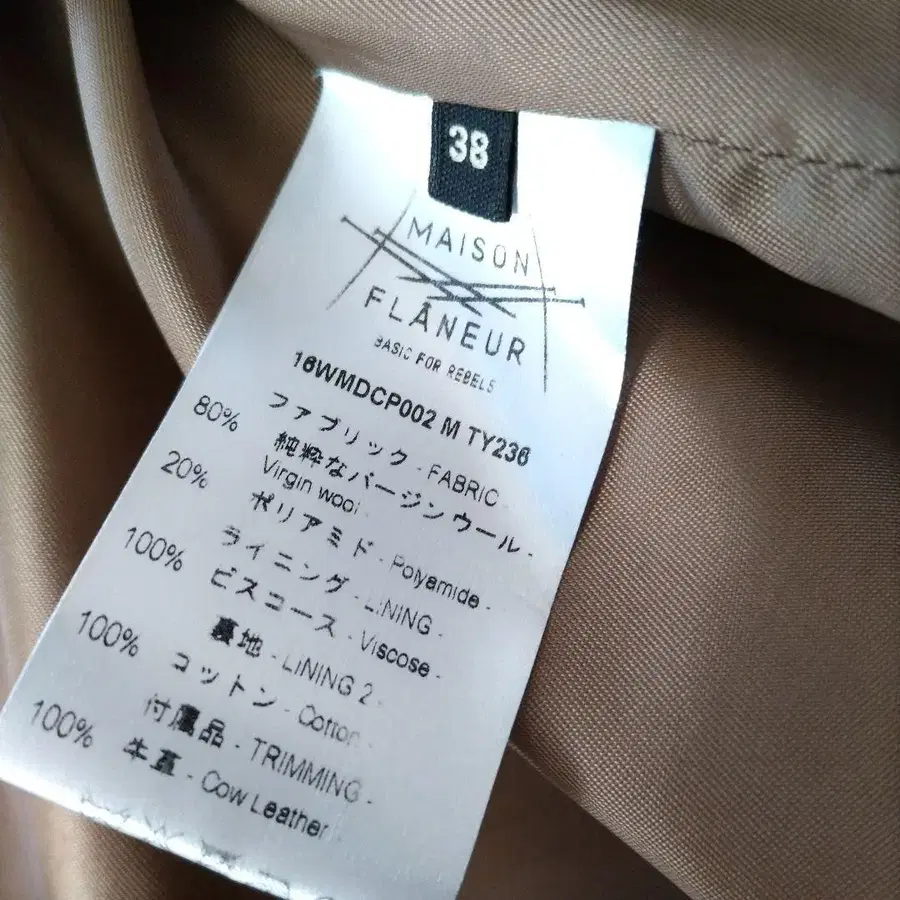 38
MAISON
FLÂNEUR
BASIC FOR REBELS
16WMDCP002 M TY236
ファブリック - FABRIC
80% 純粋なバージンウール -
Virgin wool
20% ポリアミド - Polyamide -
ライニング - LINING -
100% ビスコース - Viscose -
裏地 - LINING 2 -
100% コットン - Cotton -
付属品 - TRIMMING -
100% 牛革 - Cow Leather